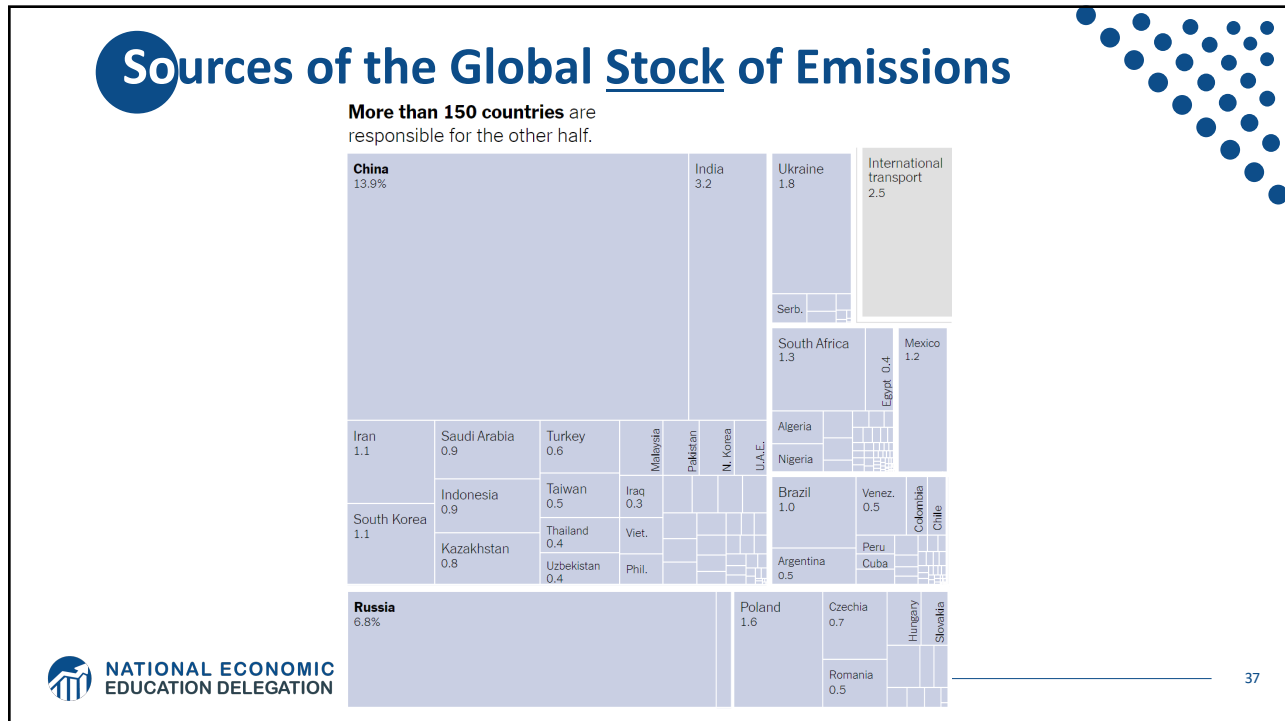 Sources of the Global Stock of Emissions
More than 150 countries are
responsible for the other half.
China
13.9%
India
3.2
Ukraine
1.8
Serb.
International
transport
2.5
South Africa
1.3
Egypt 0.4
Algeria
Nigeria
Mexico
1.2
Iran
1.1
South Korea
1.1
Saudi Arabia
0.9
Indonesia
0.9
Kazakhstan
0.8
Turkey
0.6
Taiwan
0.5
Thailand
0.4
Uzbekistan
0.4
Malaysia
Pakistan
N. Korea
U.A.E.
Iraq
0.3
Viet.
Phil.
Brazil
1.0
Argentina
0.5
Venez.
0.5
Colombia
Chile
Peru
Cuba
Russia
6.8%
Poland
1.6
Czechia
0.7
Romania
0.5
Hungary
Slovakia
NATIONAL ECONOMIC
EDUCATION DELEGATION
37